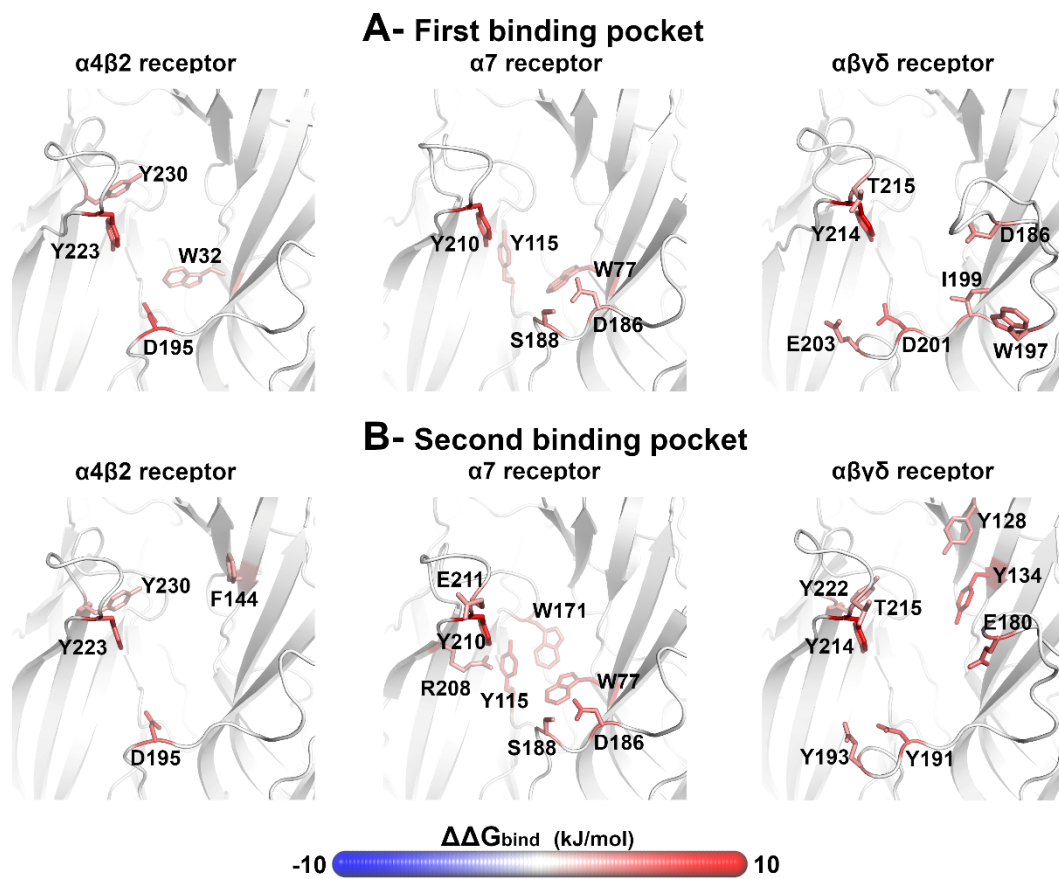 A- First binding pocket
α4β2 receptor
α7 receptor
αβγδ receptor
Y230
Y223
W32
D195
Y210
Y115
W77
D186
S188
T215
Y214
D186
I199
E203
D201
W197
B- Second binding pocket
α4β2 receptor
α7 receptor
αβγδ receptor
Y230
F144
Y223
D195
E211
W171
Y210
R208
Y115
W77
S188
D186
Y128
Y134
Y222
T215
E180
Y214
Y193
Y191
ΔΔGbind (kJ/mol)
-10
10